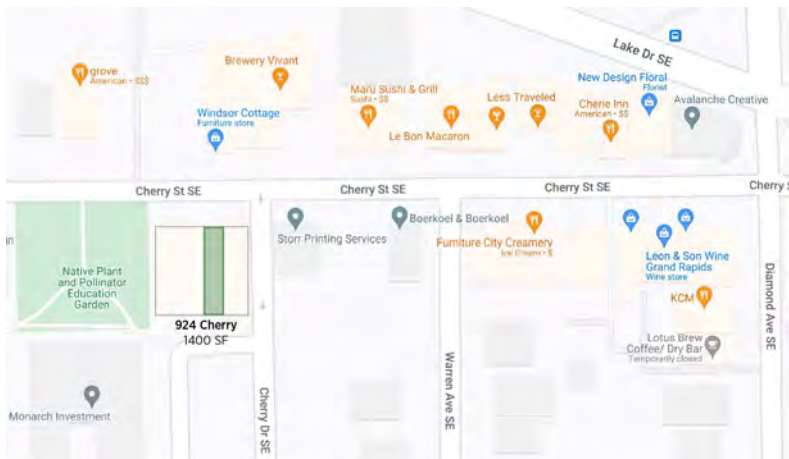 Lake Dr SE
grove
American • $$$
Brewery Vivant
New Design Floral
Florist
Maru Sushi & Grill
Sushi • $$
Less Traveled
Cherie Inn
American • $$
Avalanche Creative
Windsor Cottage
Furniture store
Le Bon Macaron
Cherry St SE
Cherry St SE
Cherry St SE
Cherry S
Storr Printing Services
Boerkoel & Boerkoel
Furniture City Creamery
Ice Cream • $
Leon & Son Wine
Grand Rapids
Wine store
Native Plant
and Pollinator
Education
Garden
KCM
924 Cherry
1400 SF
Lotus Brew
Coffee/ Dry Bar
Temporarily closed
Monarch Investment
Cherry Dr SE
Warren Ave SE
Diamond Ave SE